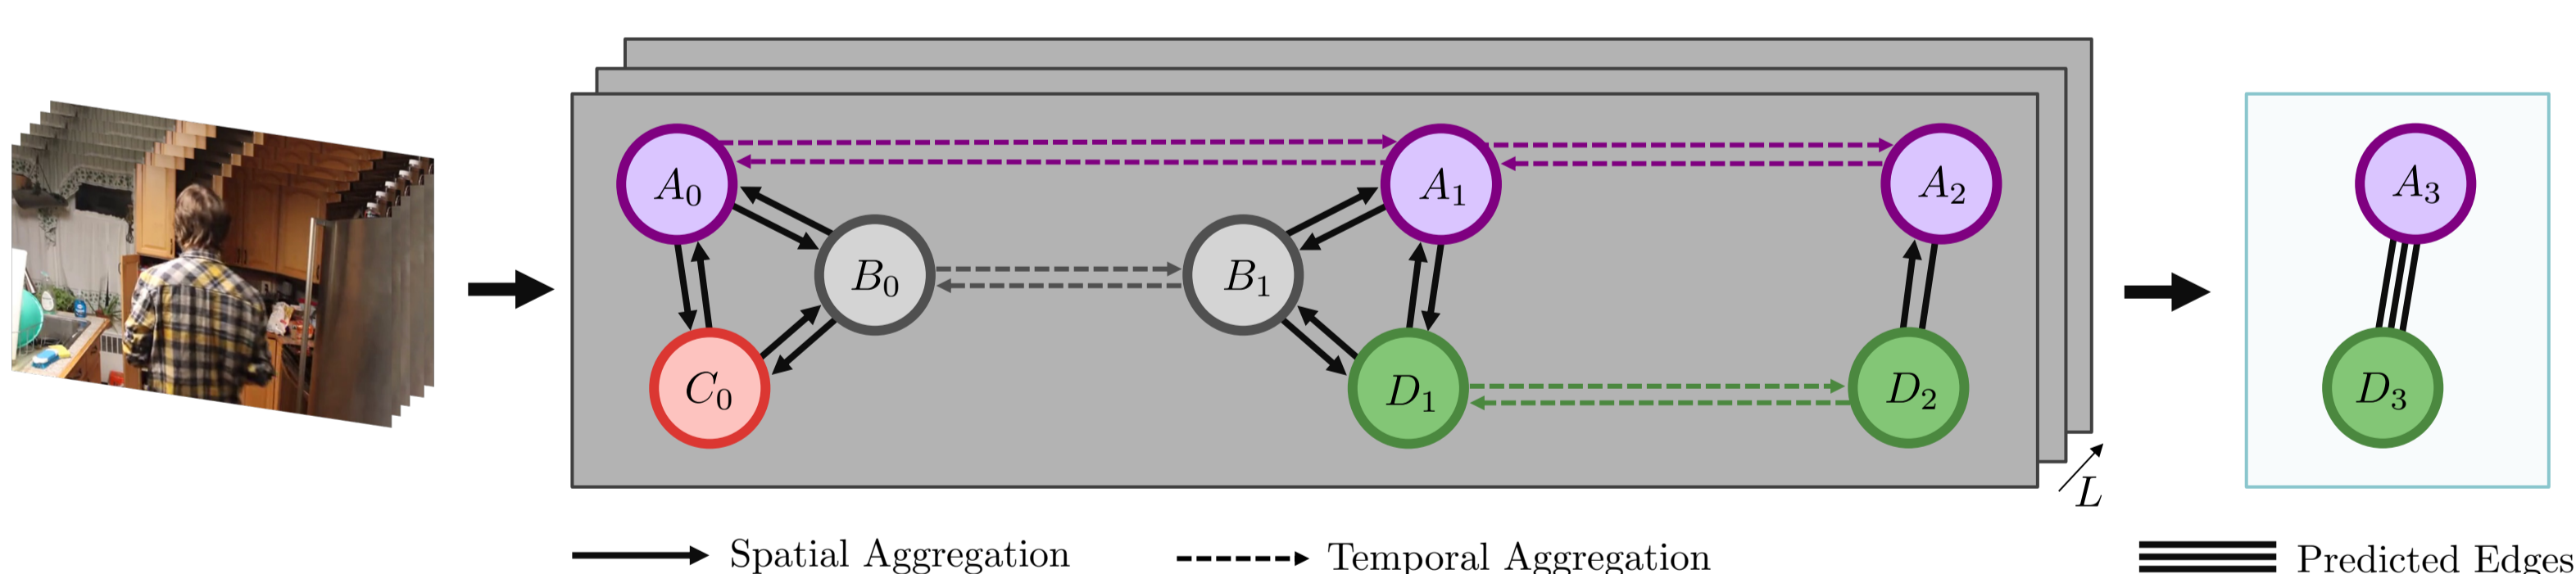 A₀ A₁ A₂ A₃
B₀ B₁
C₀ D₁ D₂ D₃
L
Spatial Aggregation Temporal Aggregation Predicted Edges